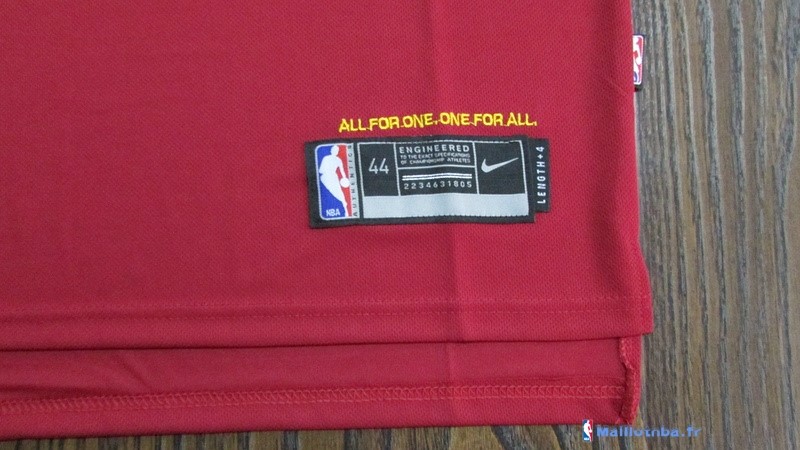 ALL.FOR.ONE.ONE.FOR.ALL.
NBA
AUTHENTICS
44
ENGINEERED
TO THE EXACT SPECIFICATIONS
OF CHAMPIONSHIP ATHLETES
2234631805
LENGTH+4
Maillotnba.fr